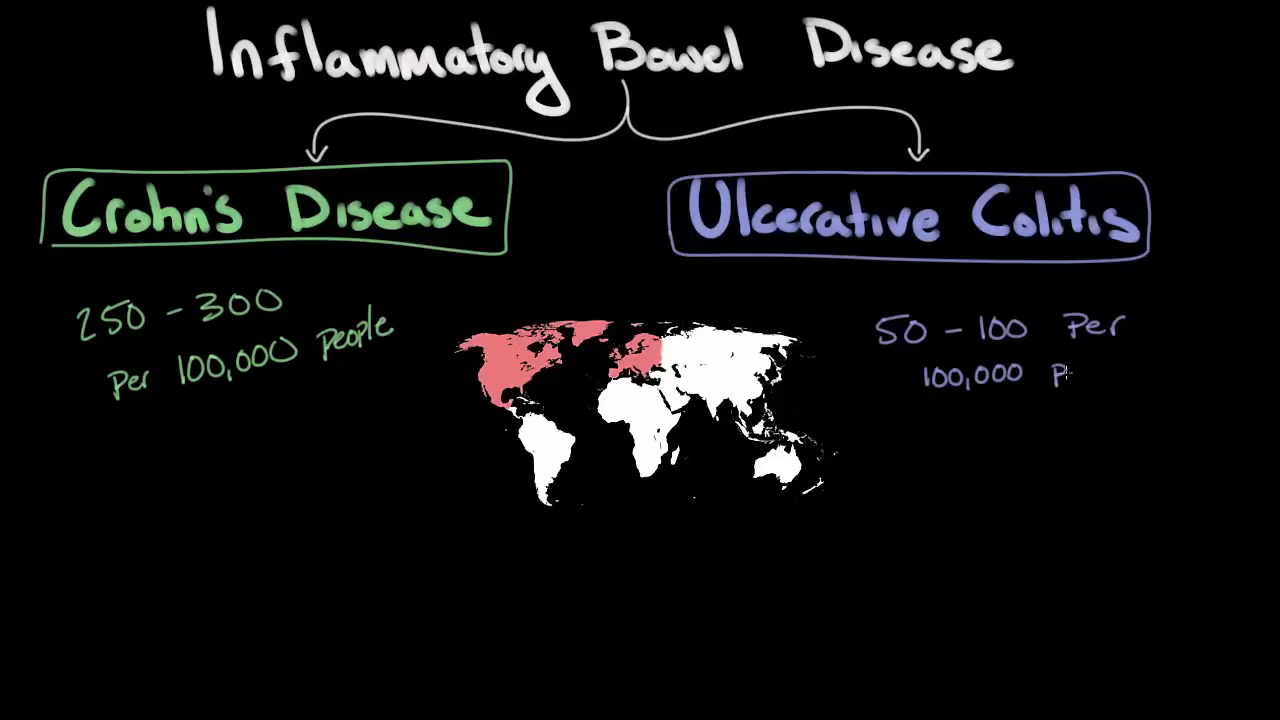 Inflammatory Bowel Disease
Crohn's Disease
Ulcerative Colitis
250 - 300
per 100,000 people
50 - 100 per
100,000 p